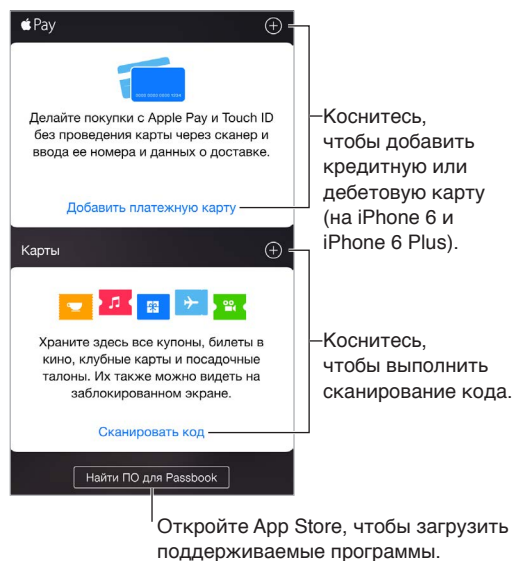 Pay
Делайте покупки с Apple Pay и Touch ID
без проведения карты через сканер и
ввода ее номера и данных о доставке.
Добавить платежную карту
Коснитесь,
чтобы добавить
кредитную или
дебетовую карту
(на iPhone 6 и
iPhone 6 Plus).
Карты
Храните здесь все купоны, билеты в
кино, клубные карты и посадочные
талоны. Их также можно видеть на
заблокированном экране.
Сканировать код
Коснитесь,
чтобы выполнить
сканирование кода.
Найти ПО для Passbook
Откройте App Store, чтобы загрузить
поддерживаемые программы.